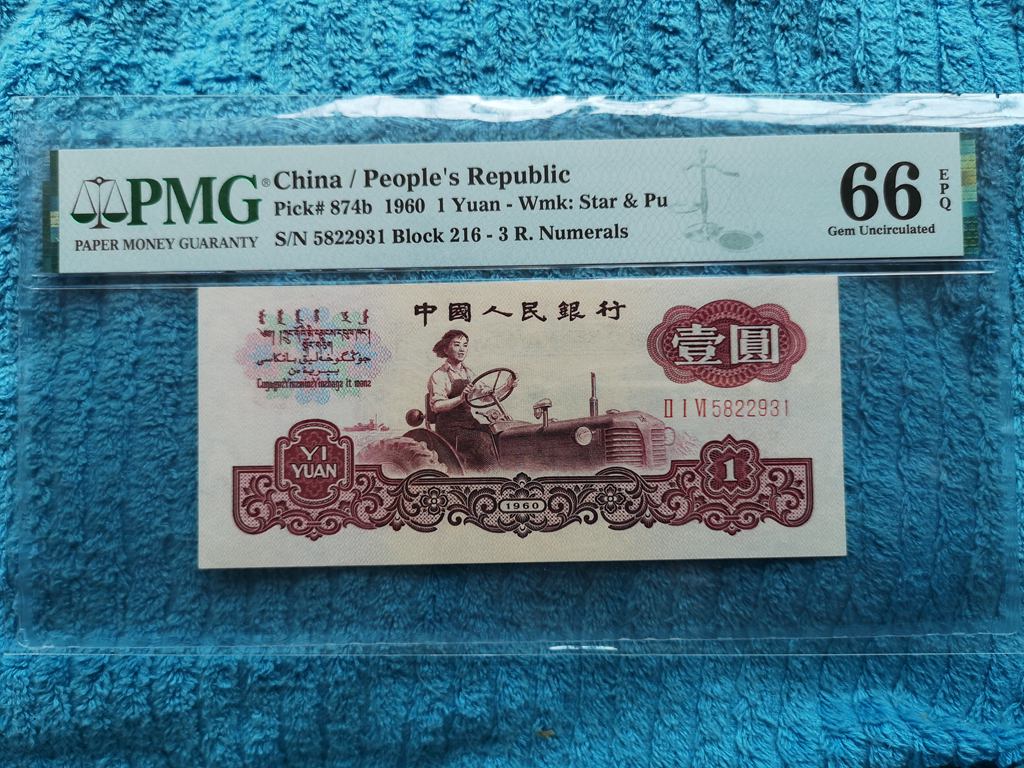 PMG®
PAPER MONEY GUARANTY
China / People's Republic
Pick# 874b 1960 1 Yuan - Wmk: Star & Pu
S/N 5822931 Block 216 - 3 R. Numerals
66
EPQ
Gem Uncirculated
中國人民銀行
壹圓
Ⅱ Ⅰ Ⅵ 5822931
YI
YUAN
1
1960